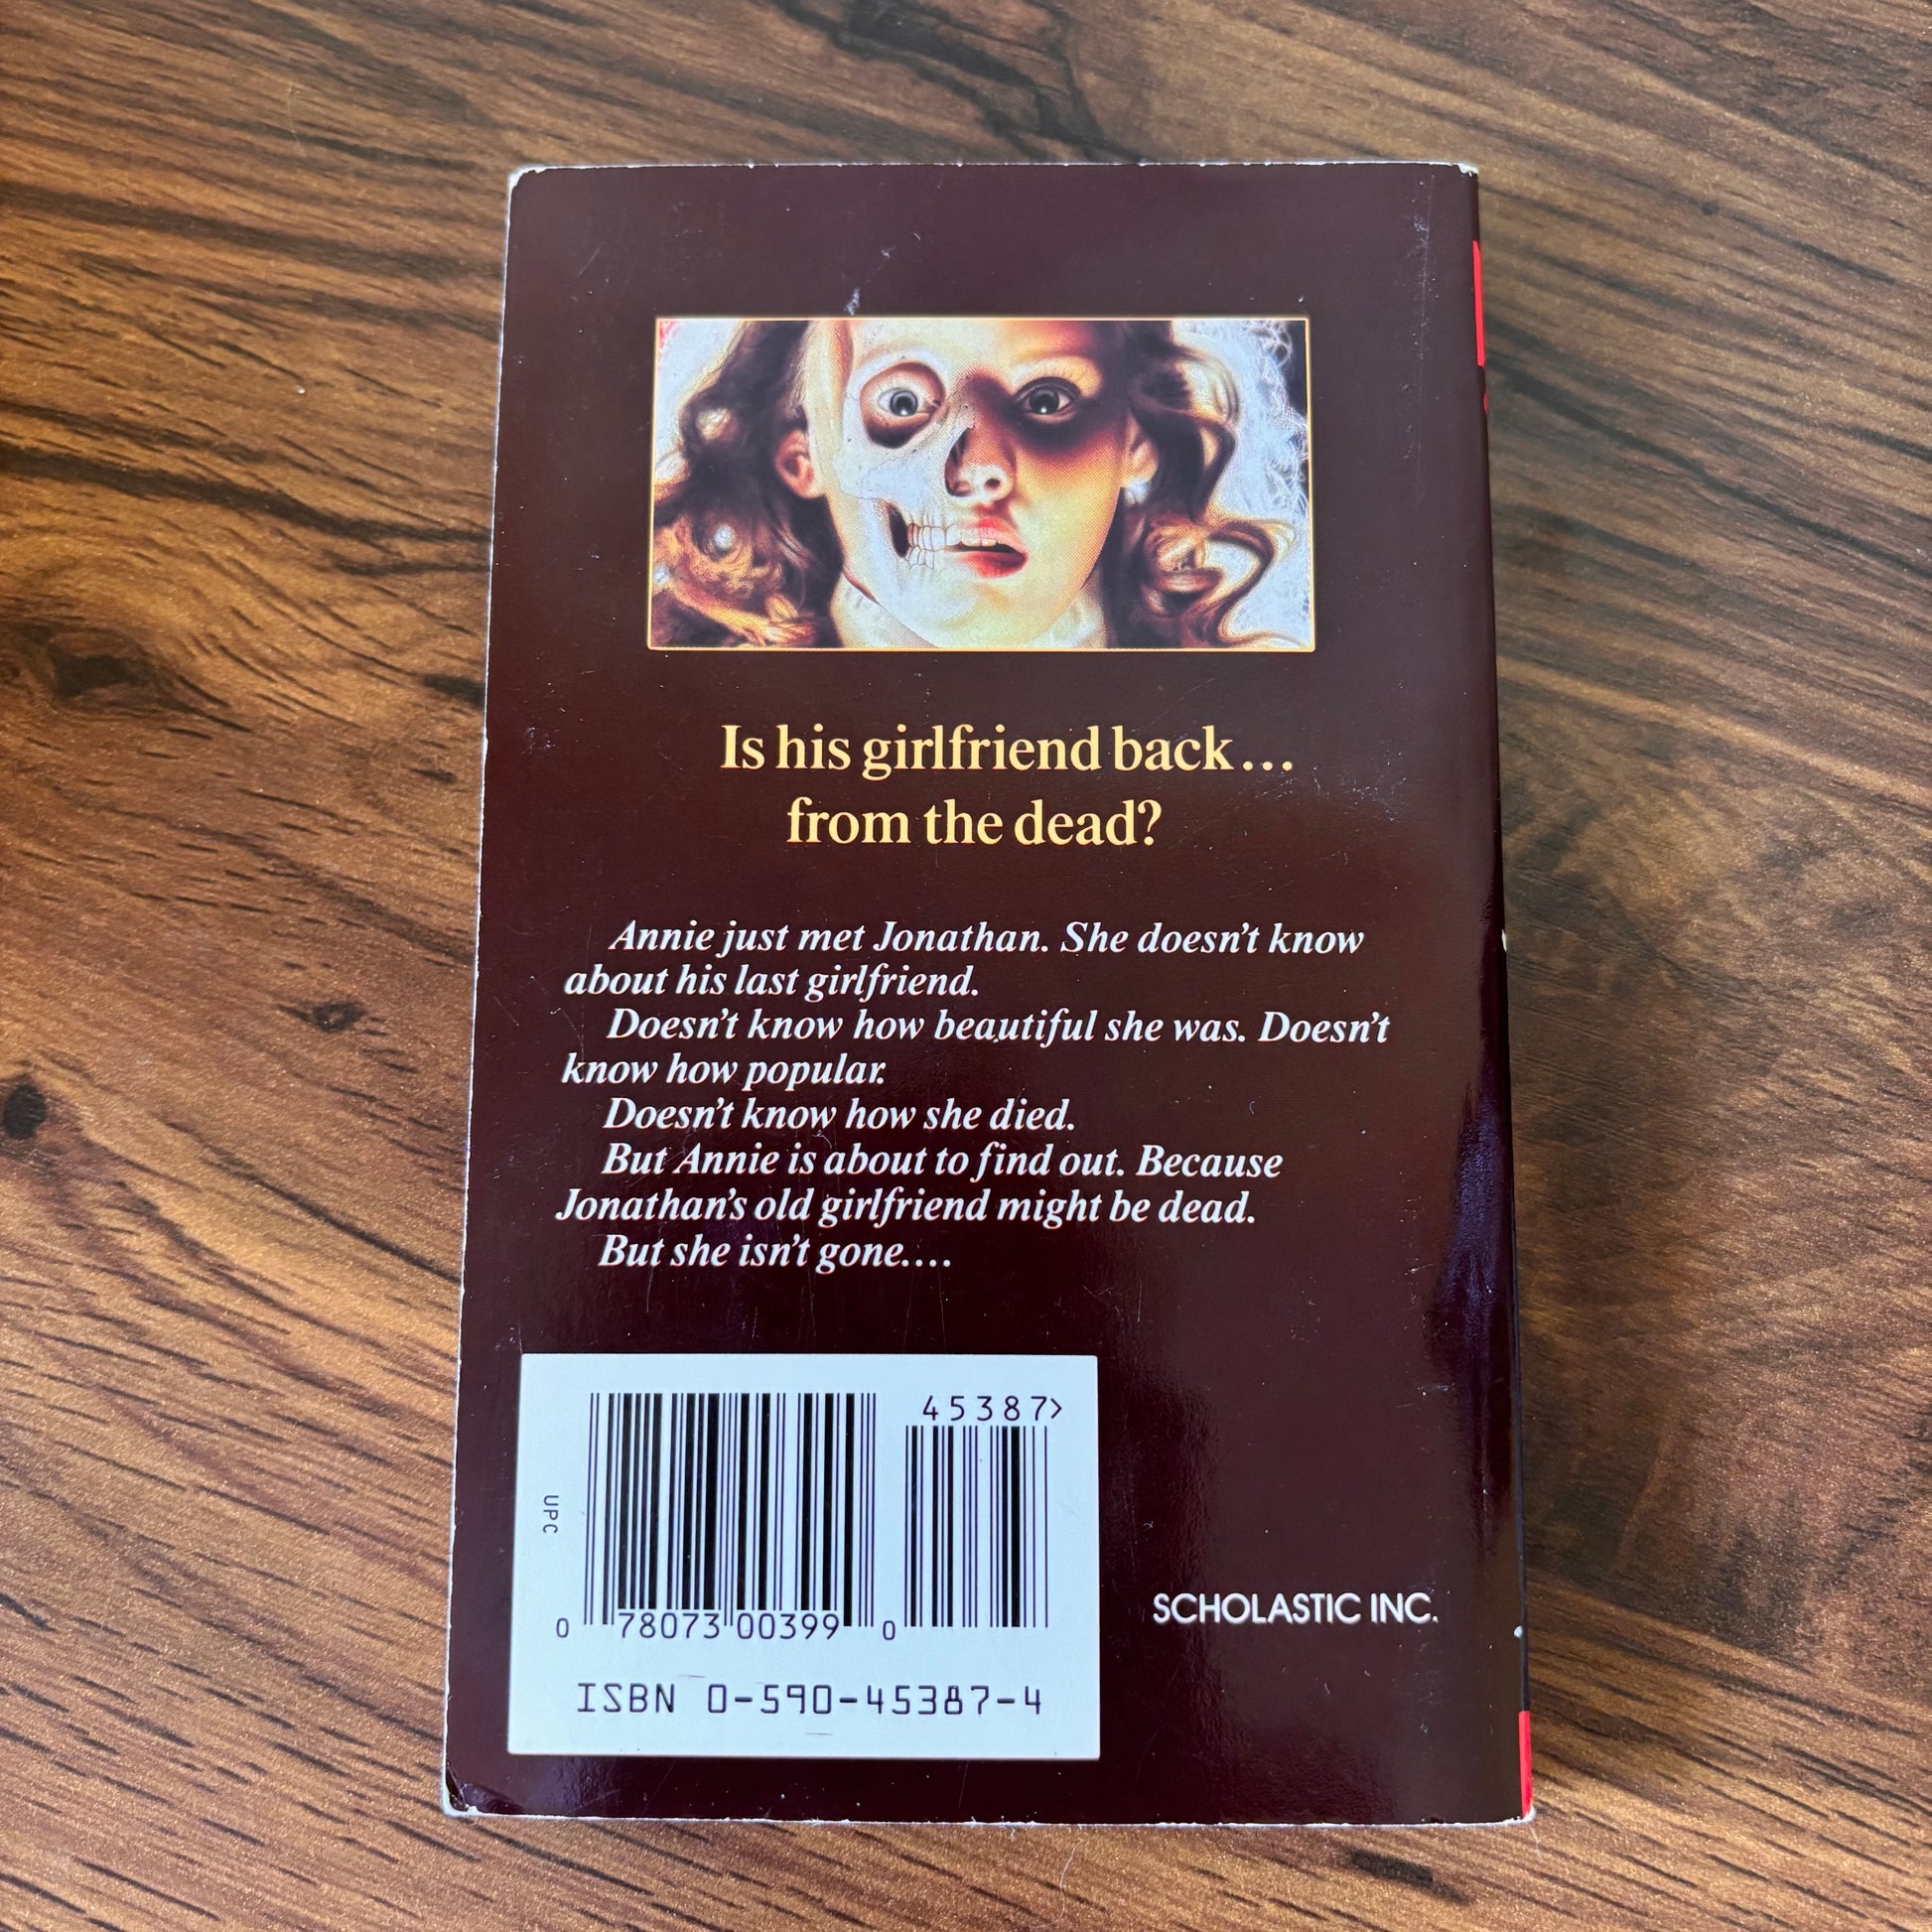 Is his girlfriend back...
from the dead?
Annie just met Jonathan. She doesn't know
about his last girlfriend.
Doesn't know how beautiful she was. Doesn't
know how popular.
Doesn't know how she died.
But Annie is about to find out. Because
Jonathan's old girlfriend might be dead.
But she isn't gone....
45387>
UPC
0 78073 00399 0
ISBN 0-590-45387-4
SCHOLASTIC INC.